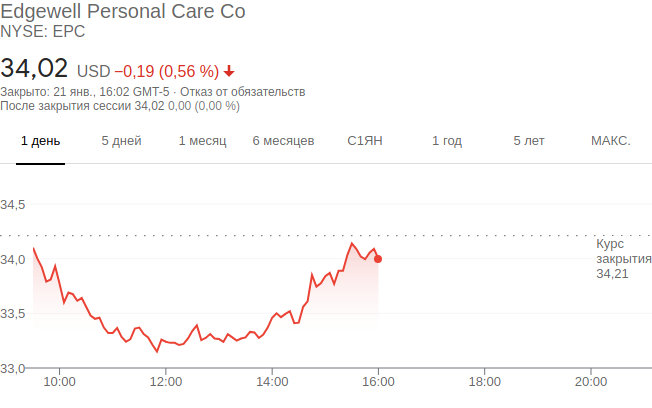 Edgewell Personal Care Co
NYSE: EPC
34,02 USD −0,19 (0,56 %)
Закрыто: 21 янв., 16:02 GMT-5 · Отказ от обязательств
После закрытия сессии 34,02 0,00 (0,00 %)
1 день 5 дней 1 месяц 6 месяцев С1ЯН 1 год 5 лет МАКС.
34,5
Курс
закрытия
34,21
34,0
33,5
33,0
10:00 12:00 14:00 16:00 18:00 20:00